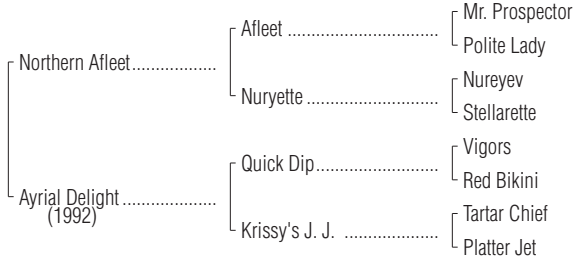 Mr. Prospector
Afleet ..................................
Polite Lady
Northern Afleet..................
Nureyev
Nuryette ..............................
Stellarette
Vigors
Quick Dip............................
Red Bikini
Ayrial Delight ....................
(1992)
Tartar Chief
Krissy's J. J. .....................
Platter Jet